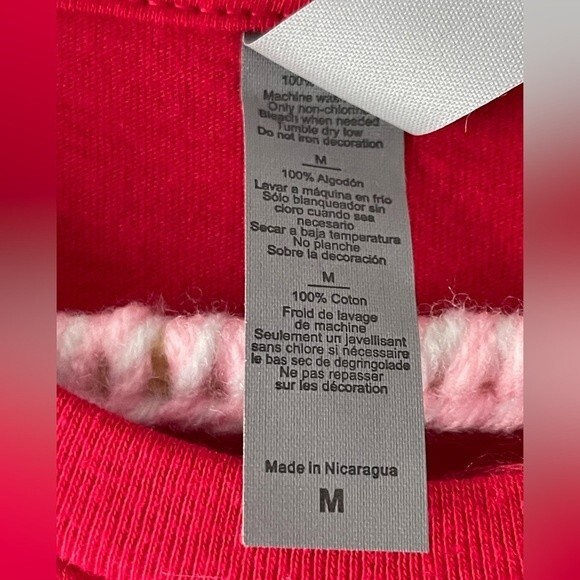 100%
Machine
Only non-chlorine
Bleach when needed
Tumble dry low
Do not iron decoration
M
100% Algodón
Lavar a máquina en frio
Sólo blanqueador sin
cloro cuando sea
necesario
Secar a baja temperatura
No planche
Sobre la decoración
M
100% Coton
Froid de lavage
de machine
Seulement un javellisant
sans chlore si nécessaire
le bas sec de degringolade
Ne pas repasser
sur les décoration
Made in Nicaragua
M